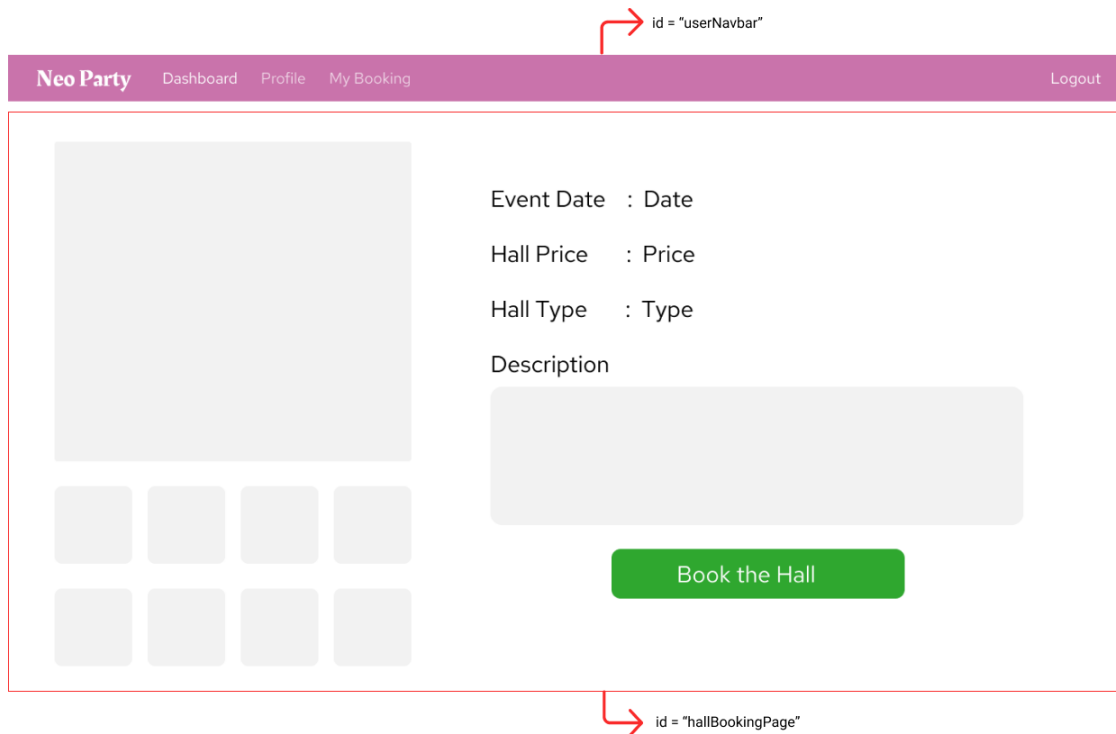 id = “userNavbar”
Neo Party Dashboard Profile My Booking Logout
Event Date : Date
Hall Price : Price
Hall Type : Type
Description
Book the Hall
id = “hallBookingPage”